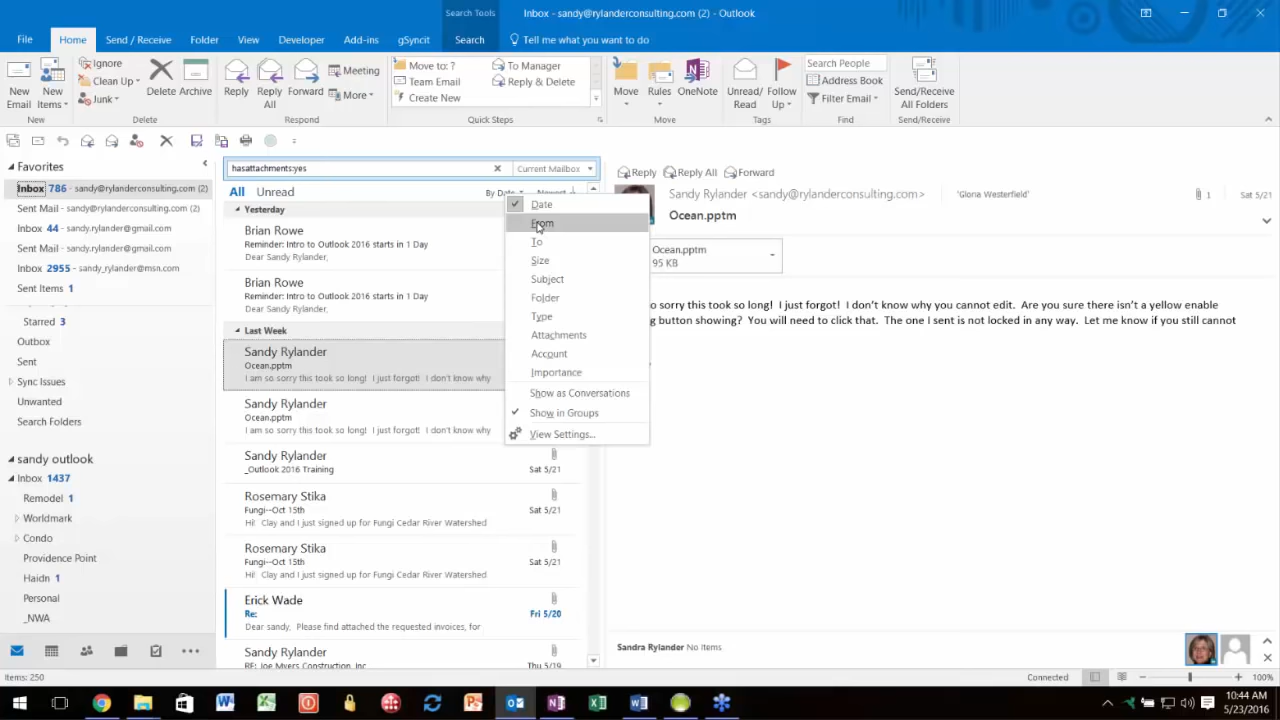 Search Tools
Inbox - sandy@rylanderconsulting.com (2) - Outlook
File Home Send / Receive Folder View Developer Add-ins gSyncit Search Tell me what you want to do
New Email
New Items
New
Ignore
Clean Up
Junk
Delete
Archive
Delete
Reply
Reply All
Forward
Meeting
More
Respond
Move to: ?
Team Email
Create New
To Manager
Reply & Delete
Quick Steps
Move
Rules
OneNote
Move
Unread/ Read
Follow Up
Tags
Search People
Address Book
Filter Email
Find
Send/Receive All Folders
Send/Receive
Favorites
Inbox 786 - sandy@rylanderconsulting.com (2)
Sent Mail - sandy@rylanderconsulting.com (2)
Inbox 44 - sandy.rylander@gmail.com
Sent Mail - sandy.rylander@gmail.com
Inbox 2955 - sandy_rylander@msn.com
Sent Items 1
Starred 3
Outbox
Sent
Sync Issues
Unwanted
Search Folders
sandy outlook
Inbox 1437
Remodel 1
Worldmark
Condo
Providence Point
Haidn 1
Personal
_NWA
hasattachments:yes
Current Mailbox
All Unread
By Date Newest
Yesterday
Brian Rowe
Reminder: Intro to Outlook 2016 starts in 1 Day
Dear Sandy Rylander,
Brian Rowe
Reminder: Intro to Outlook 2016 starts in 1 Day
Dear Sandy Rylander,
Last Week
Sandy Rylander
Ocean.pptm
I am so sorry this took so long! I just forgot! I don't know why
Sandy Rylander
Ocean.pptm
I am so sorry this took so long! I just forgot! I don't know why
Sandy Rylander
_Outlook 2016 Training Sat 5/21
Rosemary Stika
Fungi--Oct 15th Sat 5/21
Hi! Clay and I just signed up for Fungi Cedar River Watershed
Rosemary Stika
Fungi--Oct 15th Sat 5/21
Hi! Clay and I just signed up for Fungi Cedar River Watershed
Erick Wade
Re: Fri 5/20
Dear sandy, Please find attached the requested invoices, for
Sandy Rylander
RE: Joe Myers Construction, Inc Thu 5/19
Date
From
To
Size
Subject
Folder
Type
Attachments
Account
Importance
Show as Conversations
Show in Groups
View Settings...
Reply Reply All Forward
Sandy Rylander <sandy@rylanderconsulting.com> 'Glona Westerfield' 1 Sat 5/21
Ocean.pptm
Ocean.pptm
95 KB
o sorry this took so long! I just forgot! I don't know why you cannot edit. Are you sure there isn't a yellow enable
g button showing? You will need to click that. The one I sent is not locked in any way. Let me know if you still cannot
Sandra Rylander No Items
Items: 250
Connected
100%
10:44 AM
5/23/2016